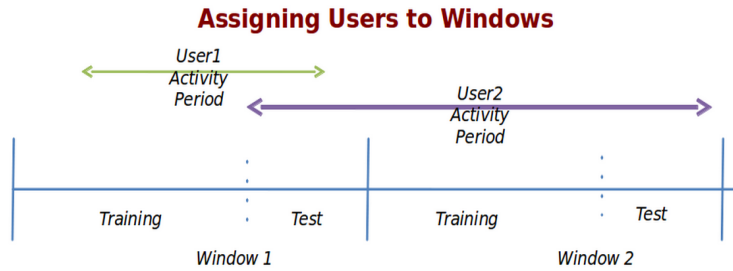 Assigning Users to Windows
User1
Activity
Period
User2
Activity
Period
Training
Test
Training
Test
Window 1
Window 2